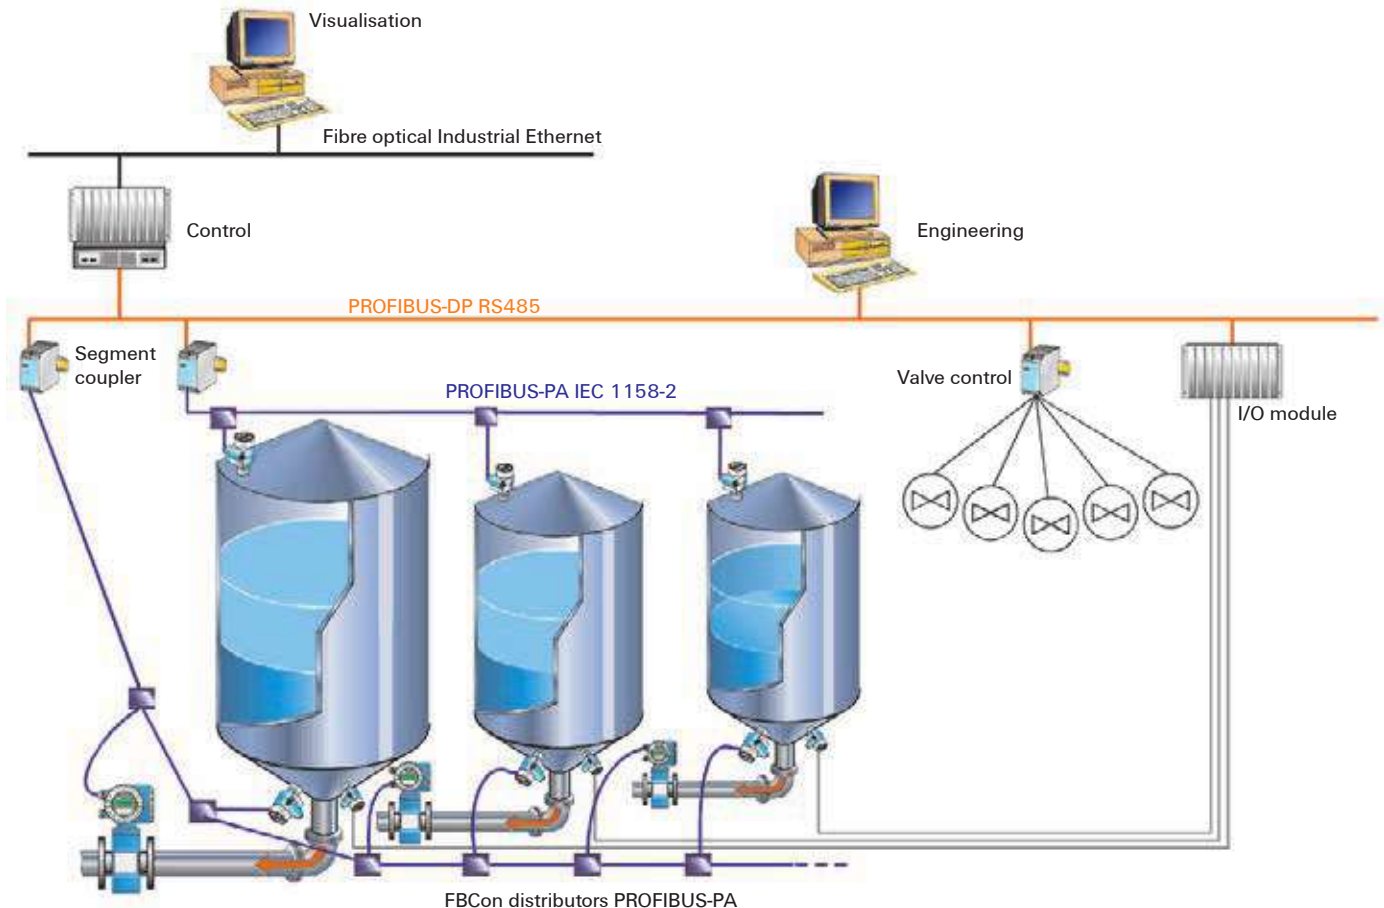 Visualisation
Fibre optical Industrial Ethernet
Control
Engineering
PROFIBUS-DP RS485
Segment
coupler
PROFIBUS-PA IEC 1158-2
Valve control
I/O module
FBCon distributors PROFIBUS-PA